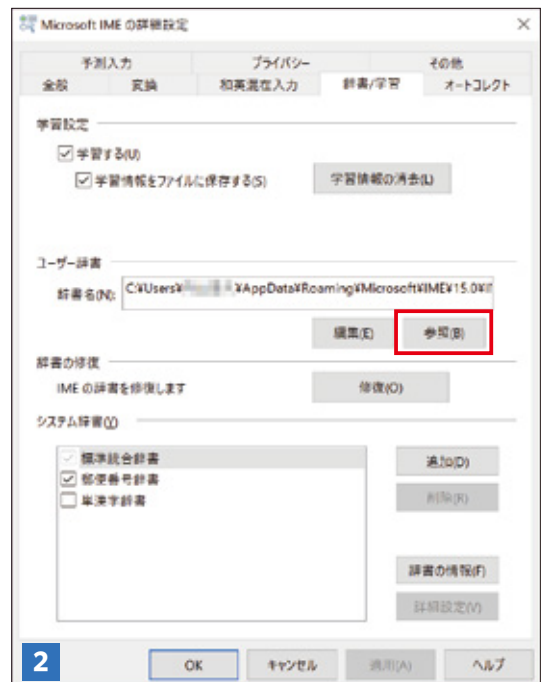 Microsoft IME の詳細設定
予測入力 プライバシー その他
全般 変換 和英混在入力 辞書/学習 オートコレクト
学習設定
学習する(U)
学習情報をファイルに保存する(S) 学習情報の消去(L)
ユーザー辞書
辞書名(N): C:¥Users¥ ¥AppData¥Roaming¥Microsoft¥IME¥15.0¥I
編集(E) 参照(B)
辞書の修復
IME の辞書を修復します 修復(O)
システム辞書(Y)
標準統合辞書 追加(D)
郵便番号辞書
単漢字辞書 削除(R)
辞書の情報(F)
詳細設定(V)
2 OK キャンセル 適用(A) ヘルプ